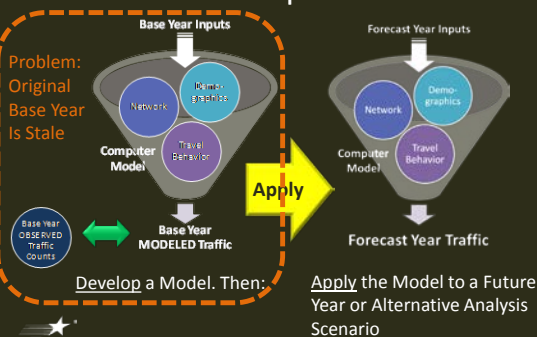 Base Year Inputs
Problem:
Original
Base Year
Is Stale
Demo-
graphics
Network
Travel
Behavior
Computer
Model
Base Year
OBSERVED
Traffic
Counts
Base Year
MODELED Traffic
Develop a Model. Then:
Apply
Forecast Year Inputs
Demo-
graphics
Network
Travel
Behavior
Computer
Model
Forecast Year Traffic
Apply the Model to a Future
Year or Alternative Analysis
Scenario